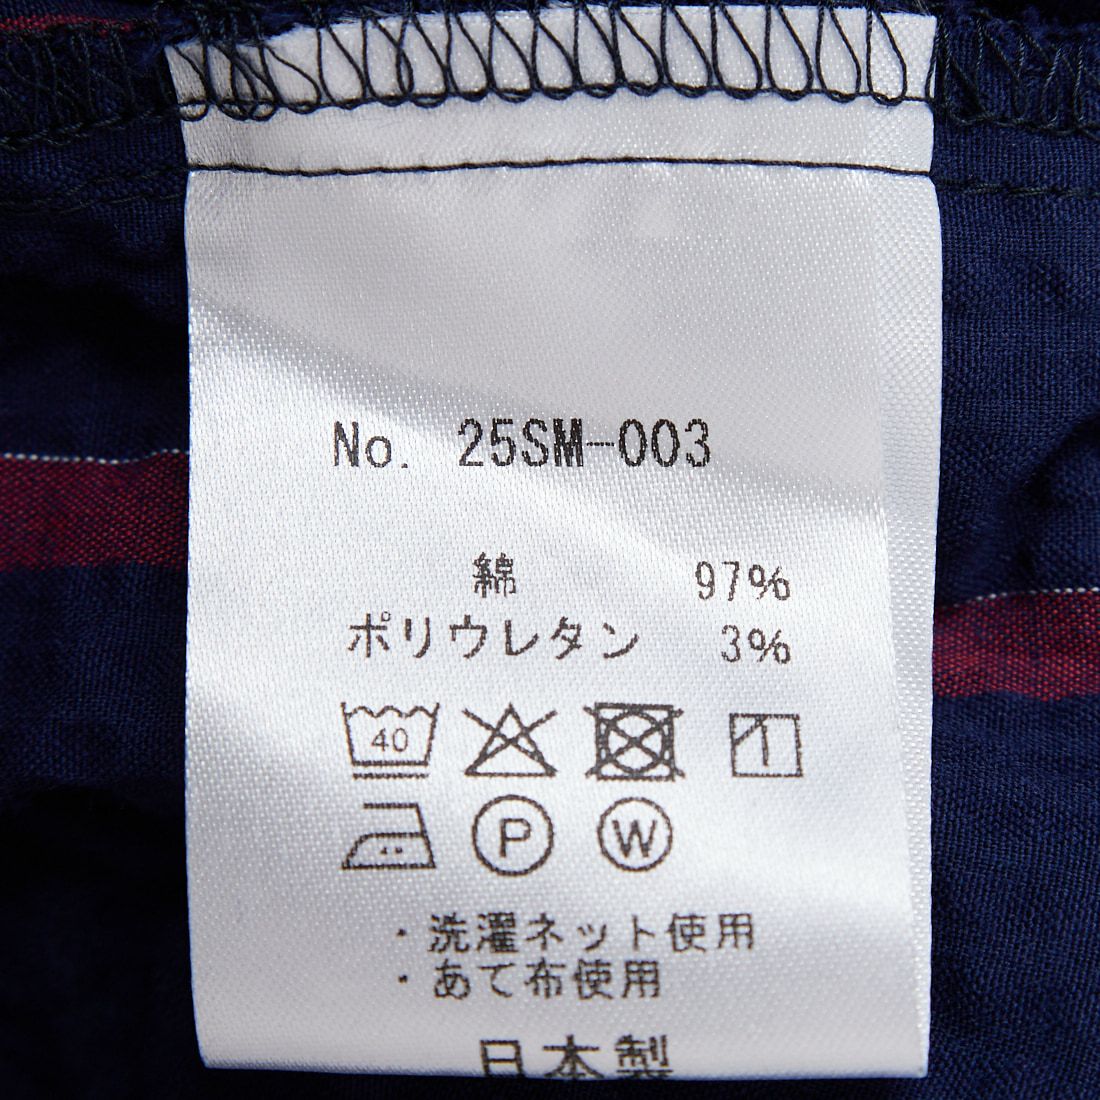 No. 25SM-003
綿 97%
ポリウレタン 3%
40
P W
・洗濯ネット使用
・あて布使用
日本製